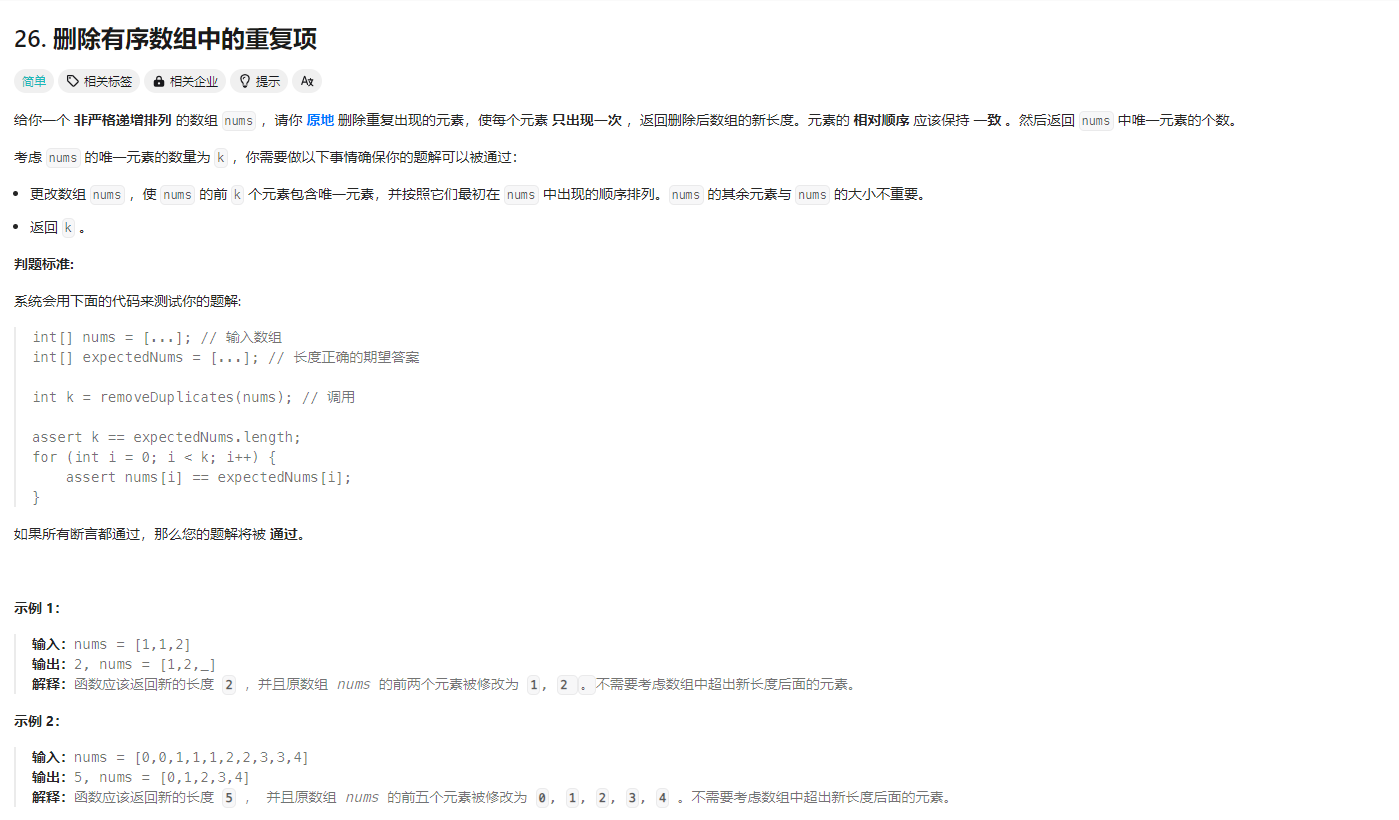 26. 删除有序数组中的重复项
简单 相关标签 相关企业 提示 Aあ
给你一个 非严格递增排列 的数组 nums ，请你 原地 删除重复出现的元素，使每个元素 只出现一次 ，返回删除后数组的新长度。元素的 相对顺序 应该保持 一致 。然后返回 nums 中唯一元素的个数。
考虑 nums 的唯一元素的数量为 k ，你需要做以下事情确保你的题解可以被通过：
• 更改数组 nums ，使 nums 的前 k 个元素包含唯一元素，并按照它们最初在 nums 中出现的顺序排列。nums 的其余元素与 nums 的大小不重要。
• 返回 k 。
判题标准:
系统会用下面的代码来测试你的题解:
int[] nums = [...]; // 输入数组
int[] expectedNums = [...]; // 长度正确的期望答案
int k = removeDuplicates(nums); // 调用
assert k == expectedNums.length;
for (int i = 0; i < k; i++) {
    assert nums[i] == expectedNums[i];
}
如果所有断言都通过，那么您的题解将被 通过。
示例 1：
输入：nums = [1,1,2]
输出：2, nums = [1,2,_]
解释：函数应该返回新的长度 2 ，并且原数组 nums 的前两个元素被修改为 1, 2 。不需要考虑数组中超出新长度后面的元素。
示例 2：
输入：nums = [0,0,1,1,1,2,2,3,3,4]
输出：5, nums = [0,1,2,3,4]
解释：函数应该返回新的长度 5 ， 并且原数组 nums 的前五个元素被修改为 0, 1, 2, 3, 4 。不需要考虑数组中超出新长度后面的元素。